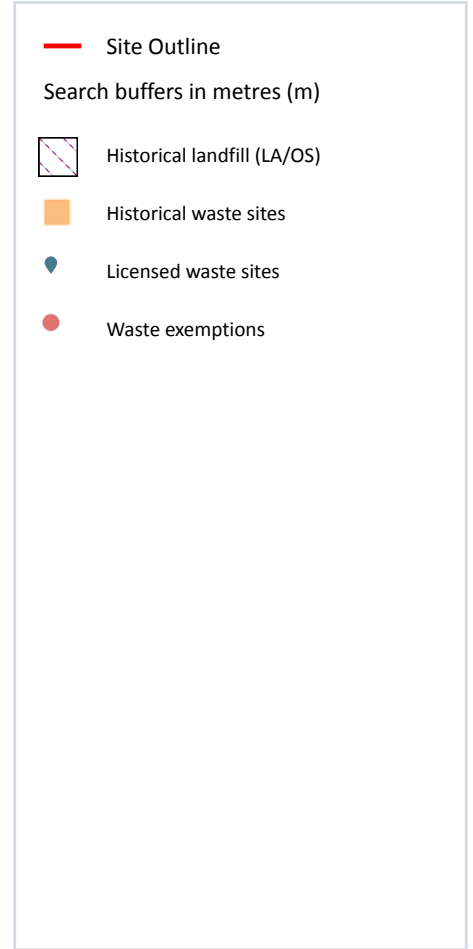 Site Outline
Search buffers in metres (m)
Historical landfill (LA/OS)
Historical waste sites
Licensed waste sites
Waste exemptions